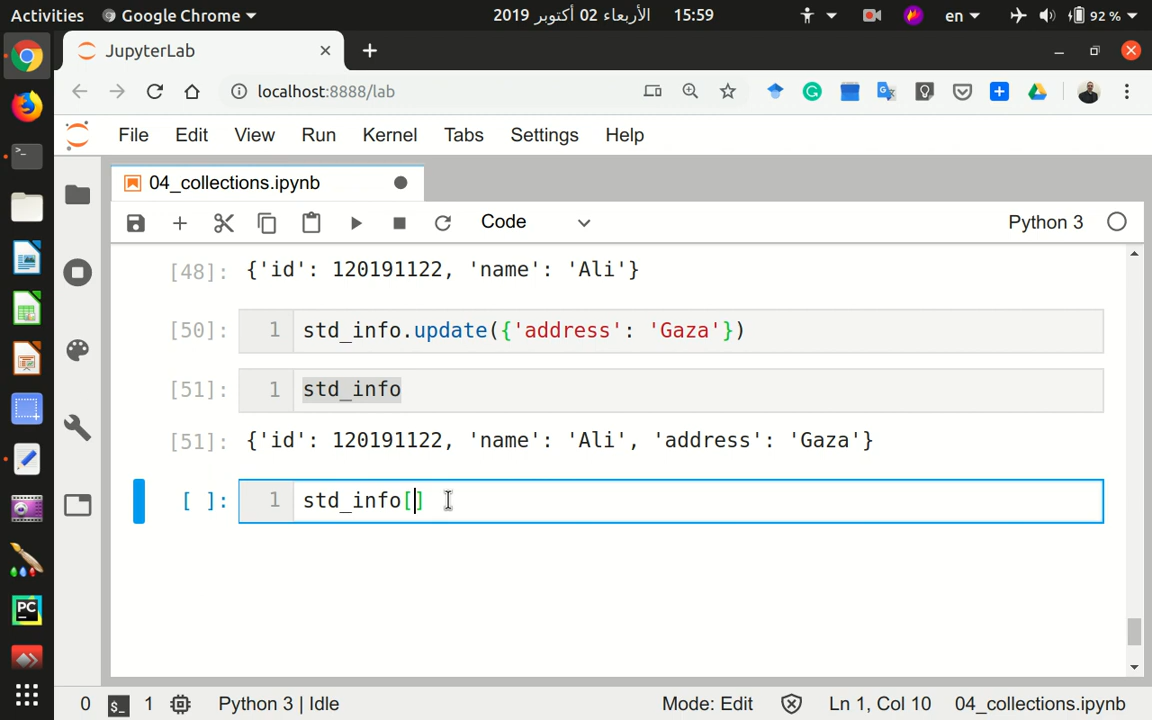 Activities Google Chrome الأربعاء 02 أكتوبر 2019 15:59 en 92 %
JupyterLab
localhost:8888/lab
File Edit View Run Kernel Tabs Settings Help
04_collections.ipynb
Code Python 3
[48]: {'id': 120191122, 'name': 'Ali'}
[50]: 1 std_info.update({'address': 'Gaza'})
[51]: 1 std_info
[51]: {'id': 120191122, 'name': 'Ali', 'address': 'Gaza'}
[ ]: 1 std_info[]
PC
0 $_ 1 Python 3 | Idle Mode: Edit Ln 1, Col 10 04_collections.ipynb